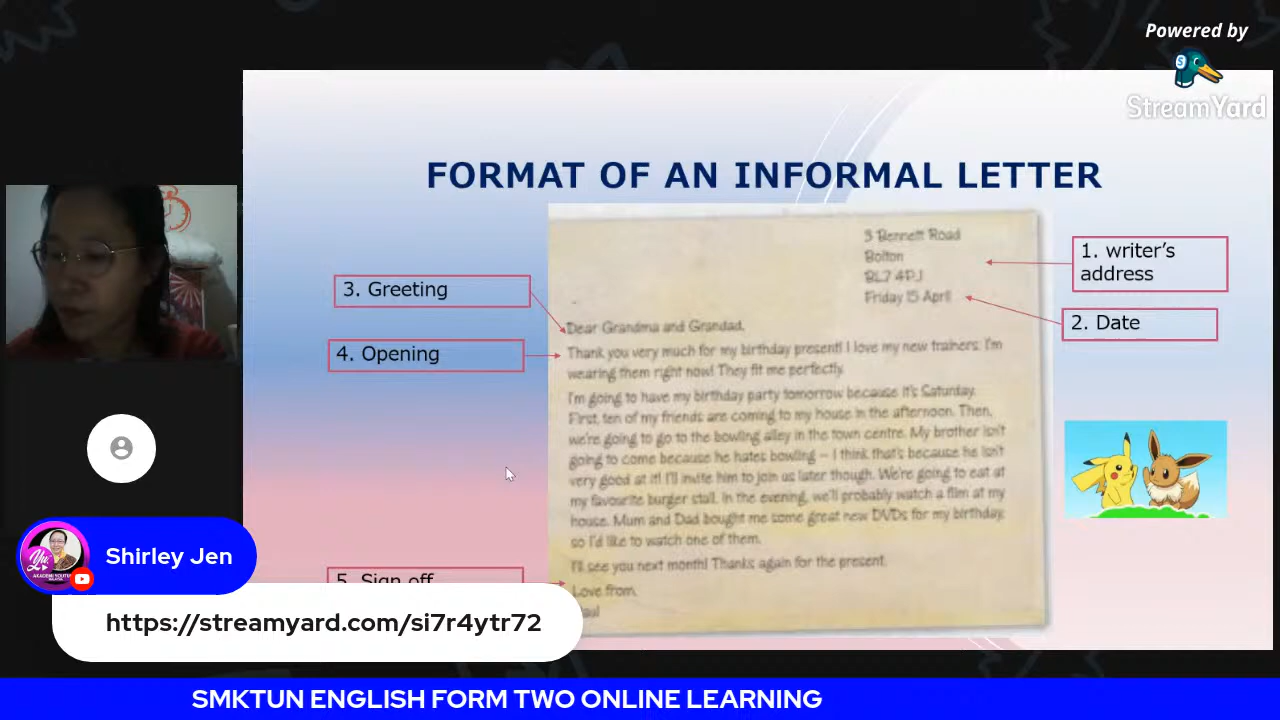 Powered by
StreamYard
FORMAT OF AN INFORMAL LETTER
3 Bennett Road
Bolton
BL7 4PJ
Friday 15 April
1. writer's
address
2. Date
3. Greeting
4. Opening
Dear Grandma and Grandad,
Thank you very much for my birthday present! I love my new trainers. I'm
wearing them right now! They fit me perfectly.
I'm going to have my birthday party tomorrow because it's Saturday.
First, ten of my friends are coming to my house in the afternoon. Then,
we're going to go to the bowling alley in the town centre. My brother isn't
going to come because he hates bowling – I think that's because he isn't
very good at it! I'll invite him to join us later though. We're going to eat at
my favourite burger stall. In the evening, we'll probably watch a film at my
house. Mum and Dad bought me some great new DVDs for my birthday,
so I'd like to watch one of them.
I'll see you next month! Thanks again for the present.
5. Sign off
Love from,
Shirley Jen
https://streamyard.com/si7r4ytr72
SMKTUN ENGLISH FORM TWO ONLINE LEARNING